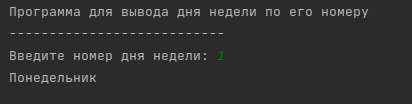 Программа для вывода дня недели по его номеру
---------------------------
Введите номер дня недели: 1
Понедельник